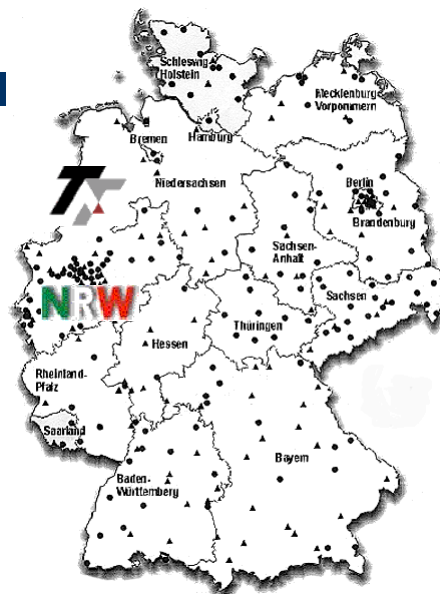 Schleswig
Holstein
Mecklenburg
Vorpommern
Bremen
Hamburg
Niedersachsen
Berlin
Brandenburg
Sachsen-
Anhalt
NRW
Sachsen
Thüringen
Hessen
Rheinland-
Pfalz
Saarland
Bayern
Baden-
Württemberg